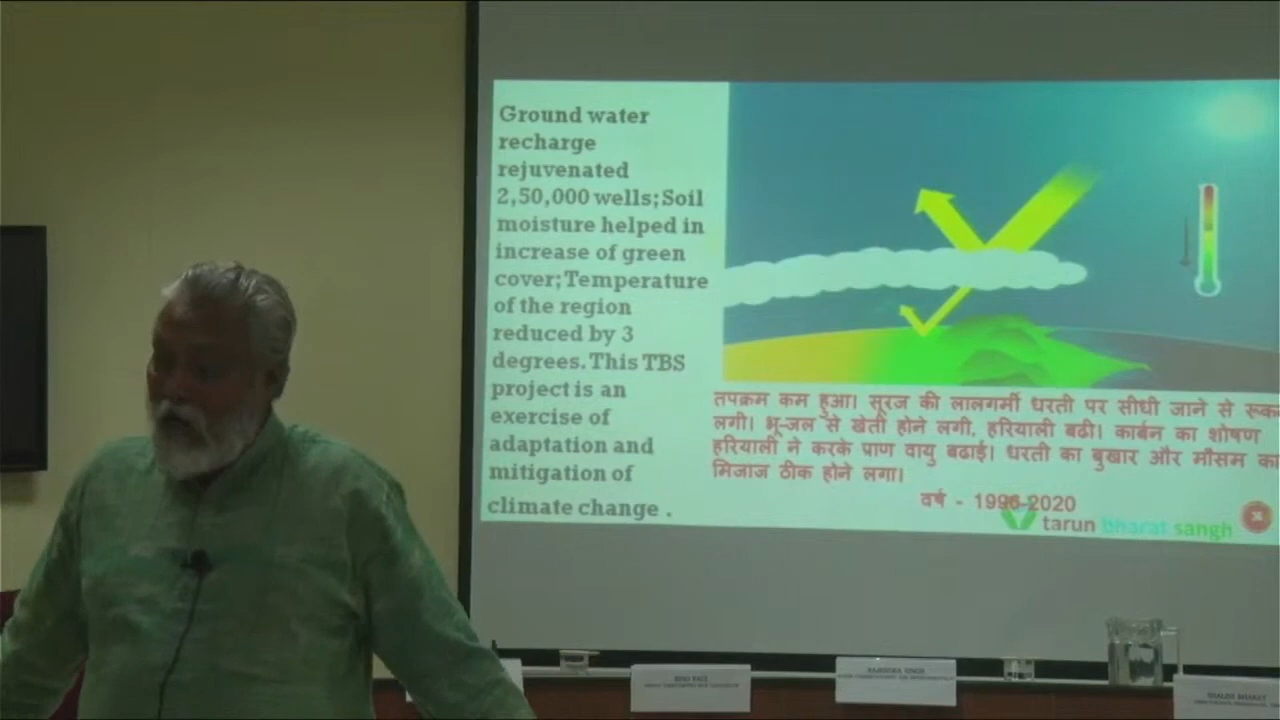 Ground water
recharge
rejuvenated
2,50,000 wells;Soil
moisture helped in
increase of green
cover;Temperature
of the region
reduced by 3
degrees.This TBS
project is an
exercise of
adaptation and
mitigation of
climate change .
तपक्रम कम हुआ। सूरज की लालगर्मी धरती पर सीधी जाने से रूक
लगी। भू-जल से खेती होने लगी, हरियाली बढी। कार्बन का शोषण
हरियाली ने करके प्राण वायु बढाई। धरती का बुखार और मौसम का
मिजाज ठीक होने लगा।
वर्ष - 1996-2020
tarun bharat sangh
RAJENDRA SINGH